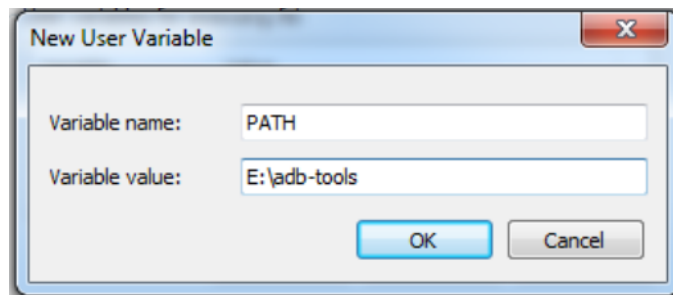 New User Variable
Variable name: PATH
Variable value: E:\adb-tools
OK Cancel